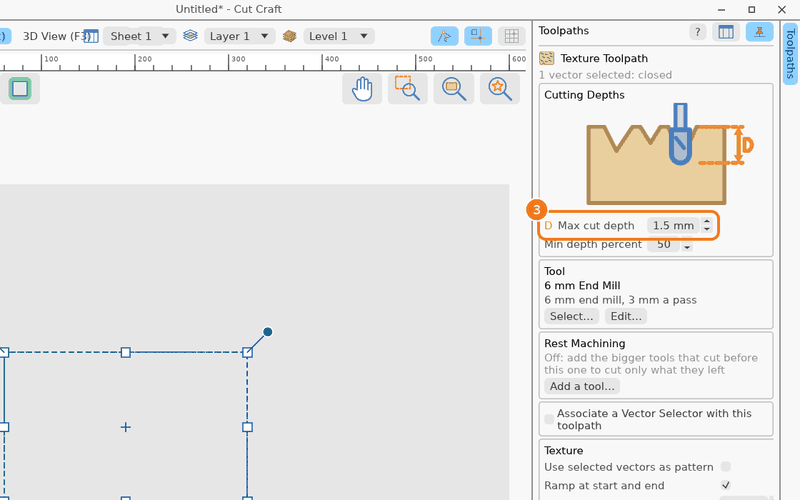 Untitled* - Cut Craft
3D View (F3)
Sheet 1
Layer 1
Level 1
Toolpaths
?
Toolpaths
100
200
300
400
500
600
Texture Toolpath
1 vector selected: closed
Cutting Depths
D
3
D Max cut depth 1.5 mm
Min depth percent 50
Tool
6 mm End Mill
6 mm end mill, 3 mm a pass
Select...
Edit...
Rest Machining
Off: add the bigger tools that cut before
this one to cut only what they left
Add a tool...
Associate a Vector Selector with this
toolpath
Texture
Use selected vectors as pattern
Ramp at start and end